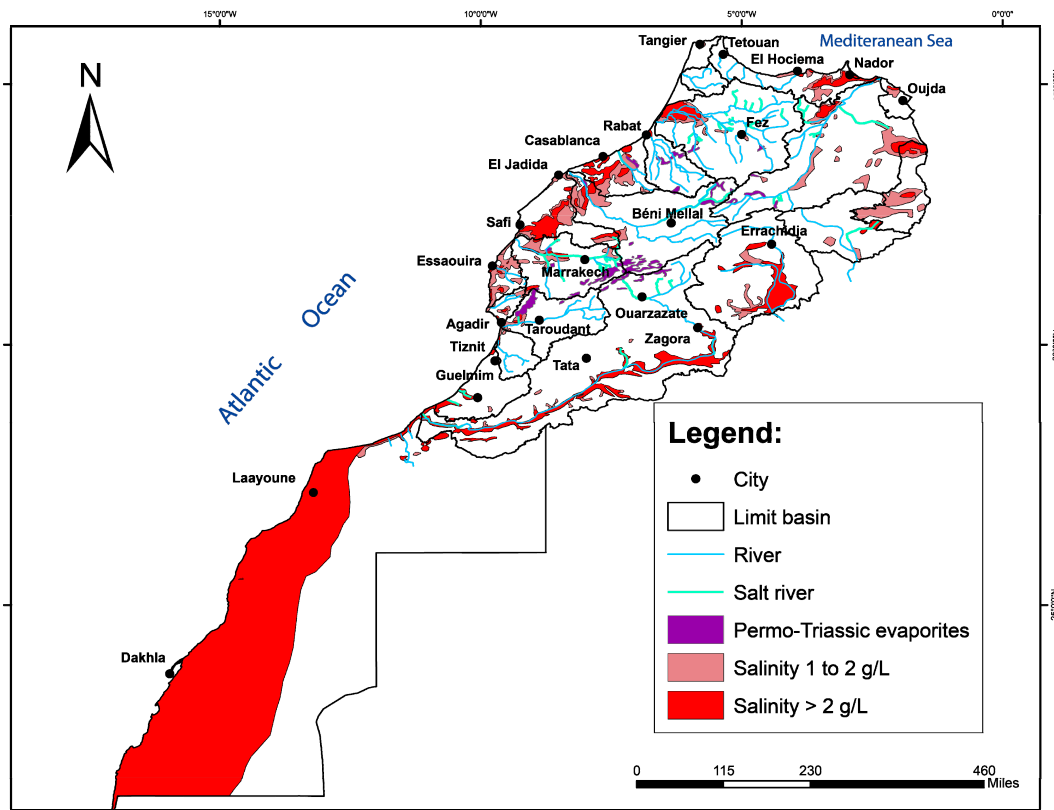 15°0'0"W
10°0'0"W
5°0'0"W
0°0'0"
N
Mediteranean Sea
Tangier
Tetouan
El Hociema
Nador
Oujda
Fez
Rabat
Casablanca
El Jadida
Safi
Béni Mellal
Errachidia
Essaouira
Marrakech
Ouarzazate
Agadir
Taroudant
Zagora
Tiznit
Tata
Guelmim
Atlantic
Ocean
Laayoune
Dakhla
Legend:
City
Limit basin
River
Salt river
Permo-Triassic evaporites
Salinity 1 to 2 g/L
Salinity > 2 g/L
0
115
230
460
Miles